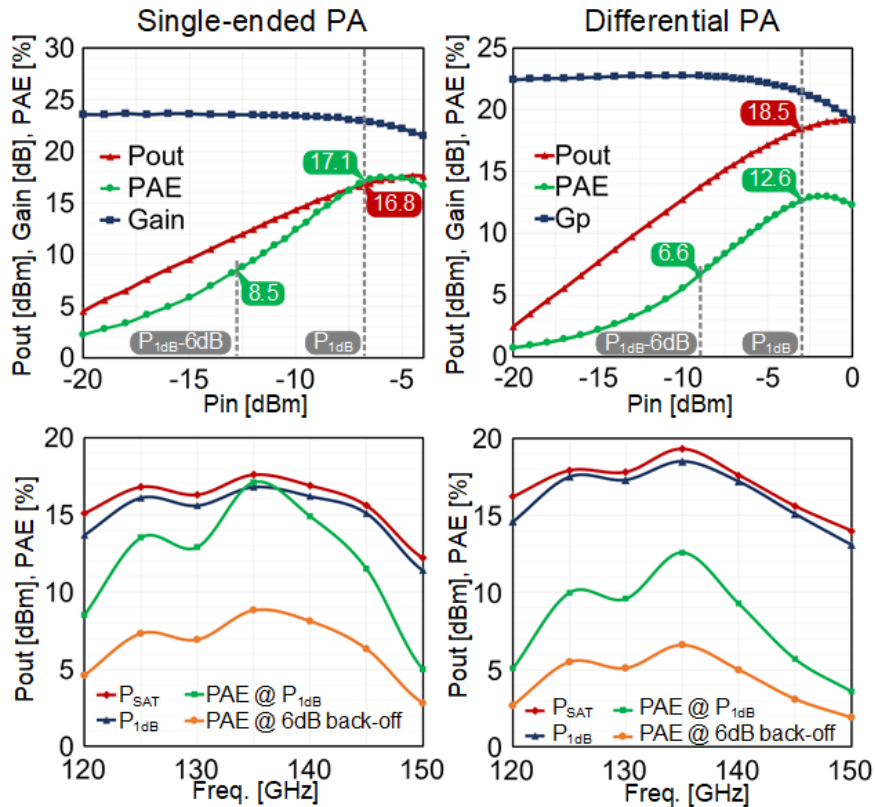 Single-ended PA
Pout [dBm], Gain [dB], PAE [%]
30
25
20
15
10
5
0
Pout
PAE
Gain
17.1
16.8
8.5
P1dB-6dB
P1dB
-20
-15
-10
-5
Pin [dBm]
Differential PA
Pout [dBm], Gain [dB], PAE [%]
25
20
15
10
5
0
Pout
PAE
Gp
18.5
12.6
6.6
P1dB-6dB
P1dB
-20
-15
-10
-5
0
Pin [dBm]
Pout [dBm], PAE [%]
20
15
10
5
0
PSAT
PAE @ P1dB
P1dB
PAE @ 6dB back-off
120
130
140
150
Freq. [GHz]
Pout [dBm], PAE [%]
20
15
10
5
0
PSAT
PAE @ P1dB
P1dB
PAE @ 6dB back-off
120
130
140
150
Freq. [GHz]